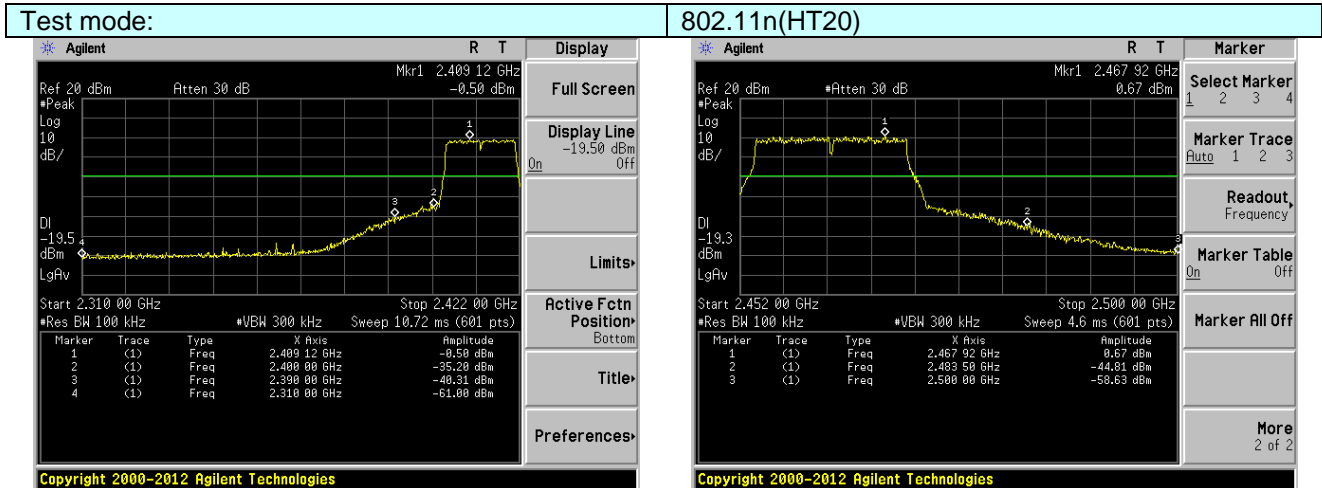 Test mode: 802.11n(HT20)
Agilent R T Display
Mkr1 2.409 12 GHz
Ref 20 dBm Atten 30 dB -0.50 dBm
#Peak
Log
10
dB/
1
3
2
4
DI
-19.5
dBm
LgAv
Start 2.310 00 GHz Stop 2.422 00 GHz
#Res BW 100 kHz #VBW 300 kHz Sweep 10.72 ms (601 pts)
Marker Trace Type X Axis Amplitude
1 (1) Freq 2.409 12 GHz -0.50 dBm
2 (1) Freq 2.400 00 GHz -35.20 dBm
3 (1) Freq 2.390 00 GHz -40.31 dBm
4 (1) Freq 2.310 00 GHz -61.00 dBm
Full Screen
Display Line
-19.50 dBm
On Off
Limits
Active Fctn
Position
Bottom
Title
Preferences
Copyright 2000-2012 Agilent Technologies
Agilent R T Marker
Mkr1 2.467 92 GHz
Ref 20 dBm #Atten 30 dB 0.67 dBm
#Peak
Log
10
dB/
1
2
3
DI
-19.3
dBm
LgAv
Start 2.452 00 GHz Stop 2.500 00 GHz
#Res BW 100 kHz #VBW 300 kHz Sweep 4.6 ms (601 pts)
Marker Trace Type X Axis Amplitude
1 (1) Freq 2.467 92 GHz 0.67 dBm
2 (1) Freq 2.483 50 GHz -44.81 dBm
3 (1) Freq 2.500 00 GHz -58.63 dBm
Select Marker
1 2 3 4
Marker Trace
Auto 1 2 3
Readout
Frequency
Marker Table
On Off
Marker All Off
More
2 of 2
Copyright 2000-2012 Agilent Technologies